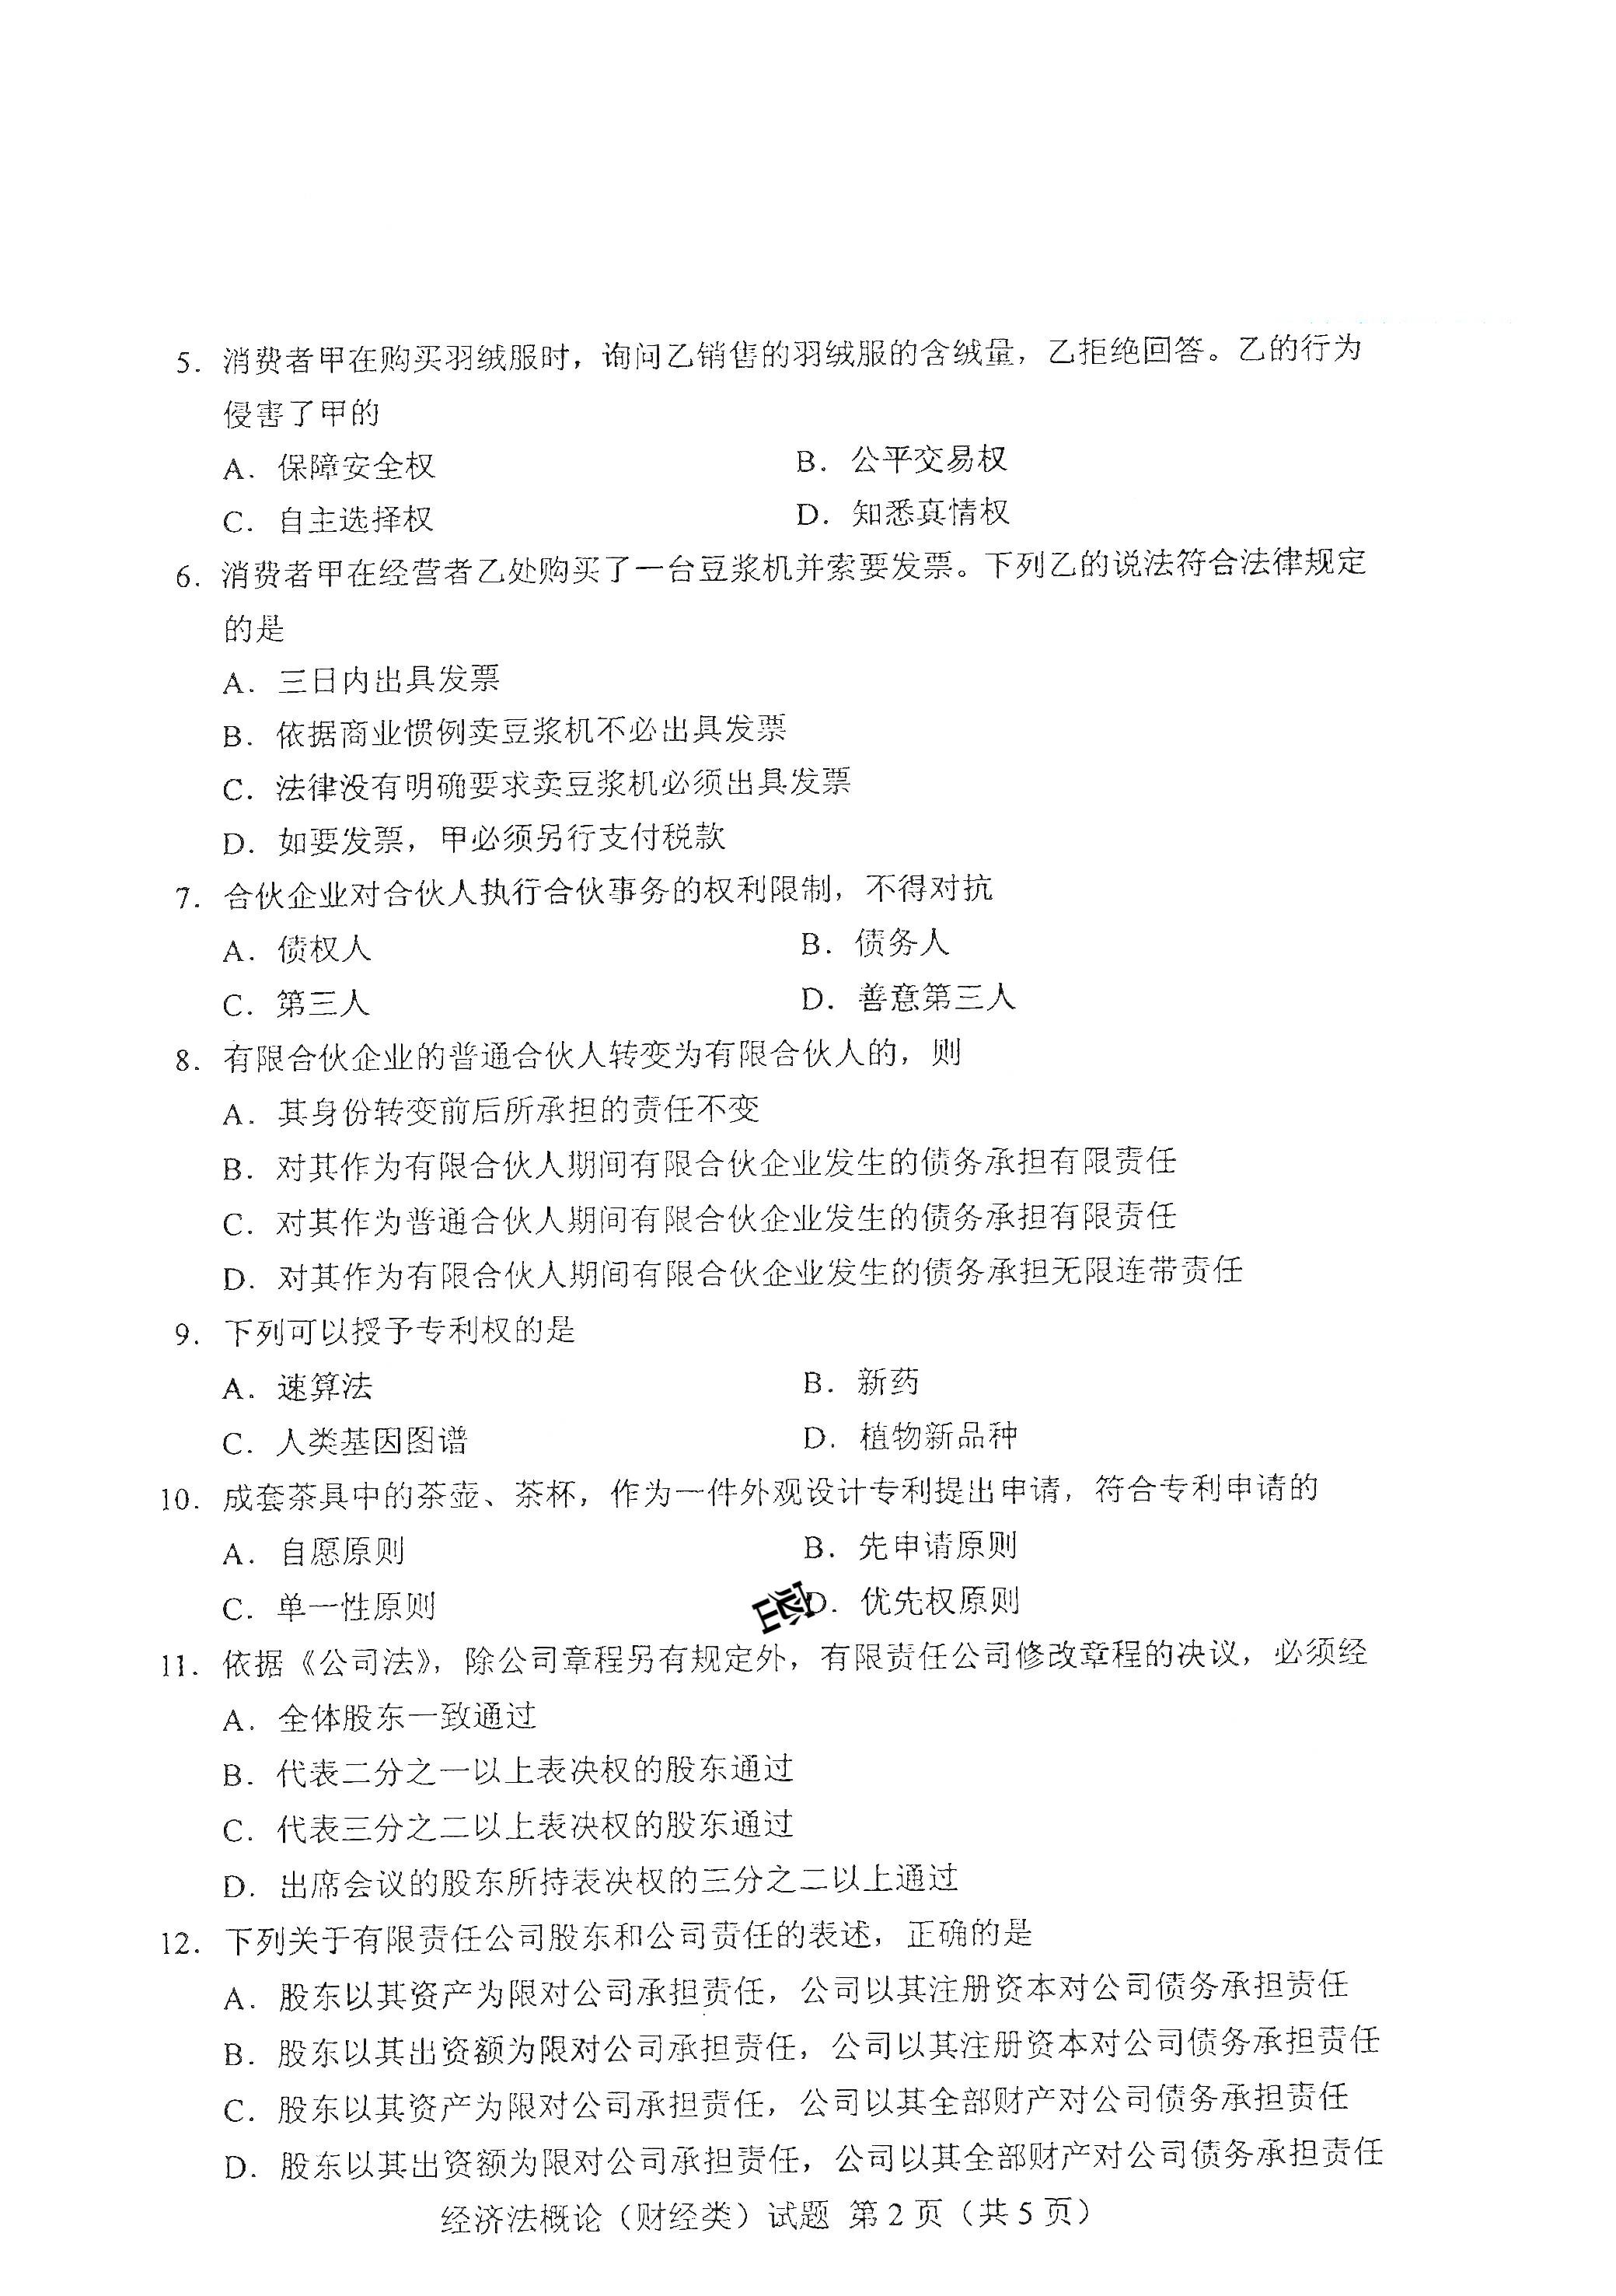 5. 消费者甲在购买羽绒服时，询问乙销售的羽绒服的含绒量，乙拒绝回答。乙的行为
侵害了甲的
A. 保障安全权 B. 公平交易权
C. 自主选择权 D. 知悉真情权
6. 消费者甲在经营者乙处购买了一台豆浆机并索要发票。下列乙的说法符合法律规定
的是
A. 三日内出具发票
B. 依据商业惯例卖豆浆机不必出具发票
C. 法律没有明确要求卖豆浆机必须出具发票
D. 如要发票，甲必须另行支付税款
7. 合伙企业对合伙人执行合伙事务的权利限制，不得对抗
A. 债权人 B. 债务人
C. 第三人 D. 善意第三人
8. 有限合伙企业的普通合伙人转变为有限合伙人的，则
A. 其身份转变前后所承担的责任不变
B. 对其作为有限合伙人期间有限合伙企业发生的债务承担有限责任
C. 对其作为普通合伙人期间有限合伙企业发生的债务承担有限责任
D. 对其作为有限合伙人期间有限合伙企业发生的债务承担无限连带责任
9. 下列可以授予专利权的是
A. 速算法 B. 新药
C. 人类基因图谱 D. 植物新品种
10. 成套茶具中的茶壶、茶杯，作为一件外观设计专利提出申请，符合专利申请的
A. 自愿原则 B. 先申请原则
C. 单一性原则 D. 优先权原则
11. 依据《公司法》，除公司章程另有规定外，有限责任公司修改章程的决议，必须经
A. 全体股东一致通过
B. 代表二分之一以上表决权的股东通过
C. 代表三分之二以上表决权的股东通过
D. 出席会议的股东所持表决权的三分之二以上通过
12. 下列关于有限责任公司股东和公司责任的表述，正确的是
A. 股东以其资产为限对公司承担责任，公司以其注册资本对公司债务承担责任
B. 股东以其出资额为限对公司承担责任，公司以其注册资本对公司债务承担责任
C. 股东以其资产为限对公司承担责任，公司以其全部财产对公司债务承担责任
D. 股东以其出资额为限对公司承担责任，公司以其全部财产对公司债务承担责任
经济法概论（财经类）试题 第 2 页（共 5 页）